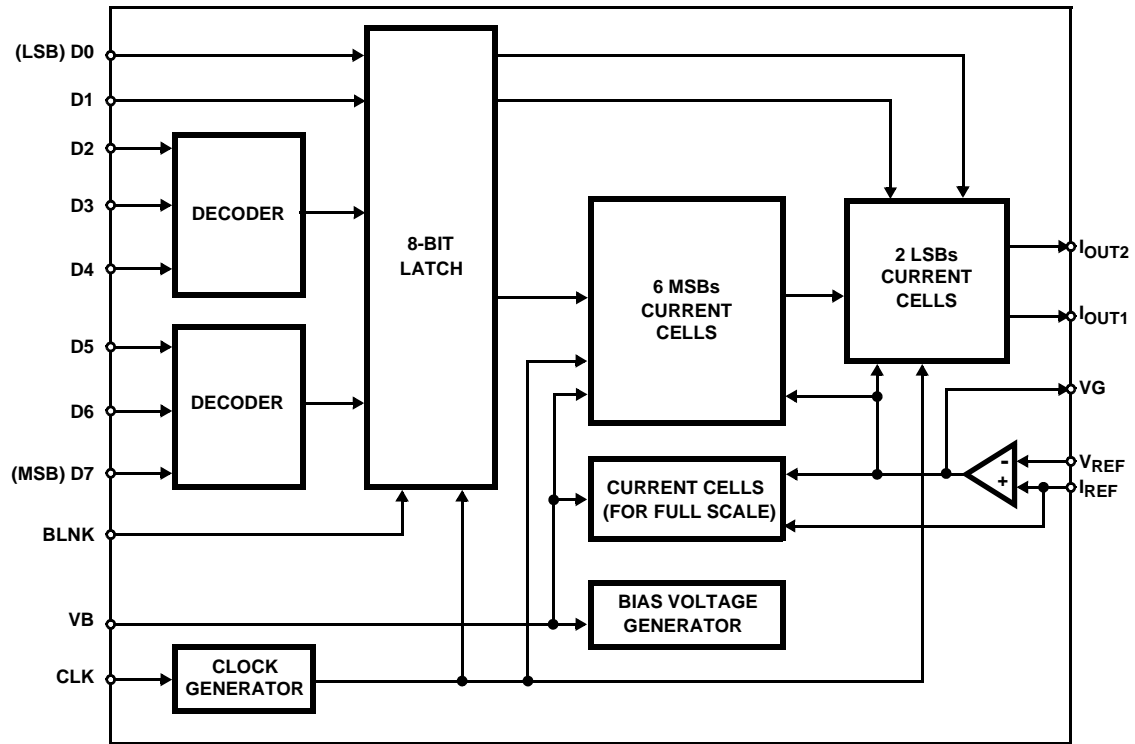 (LSB) D0
D1
D2
D3
D4
D5
D6
(MSB) D7
BLNK
VB
CLK
DECODER
DECODER
CLOCK
GENERATOR
8-BIT
LATCH
6 MSBs
CURRENT
CELLS
CURRENT CELLS
(FOR FULL SCALE)
BIAS VOLTAGE
GENERATOR
2 LSBs
CURRENT
CELLS
-
+
IOUT2
IOUT1
VG
VREF
IREF